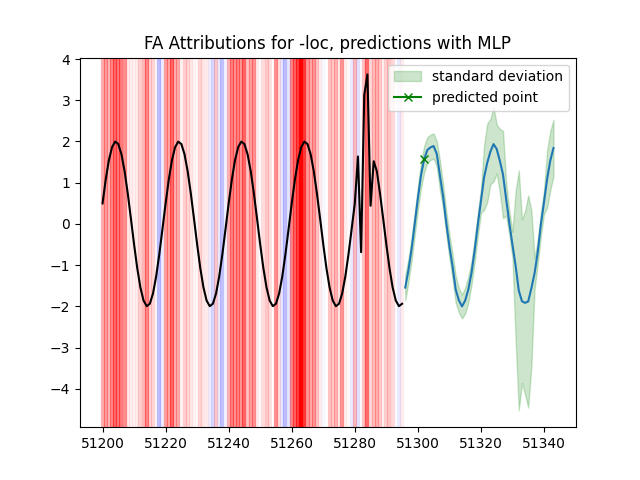 FA Attributions for -loc, predictions with MLP
standard deviation
predicted point
4
3
2
1
0
−1
−2
−3
−4
51200 51220 51240 51260 51280 51300 51320 51340